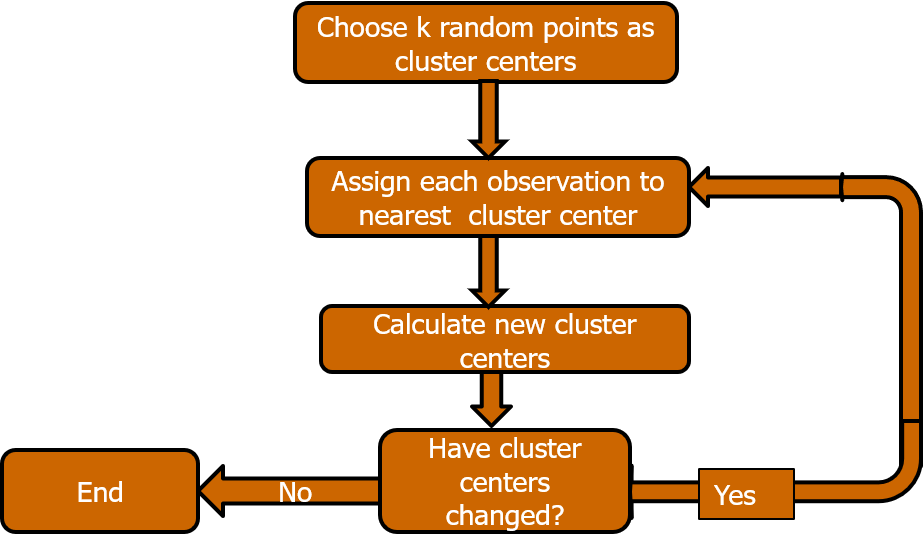 Choose k random points as
cluster centers
Assign each observation to
nearest cluster center
Calculate new cluster
centers
Have cluster
centers
changed?
End
No
Yes